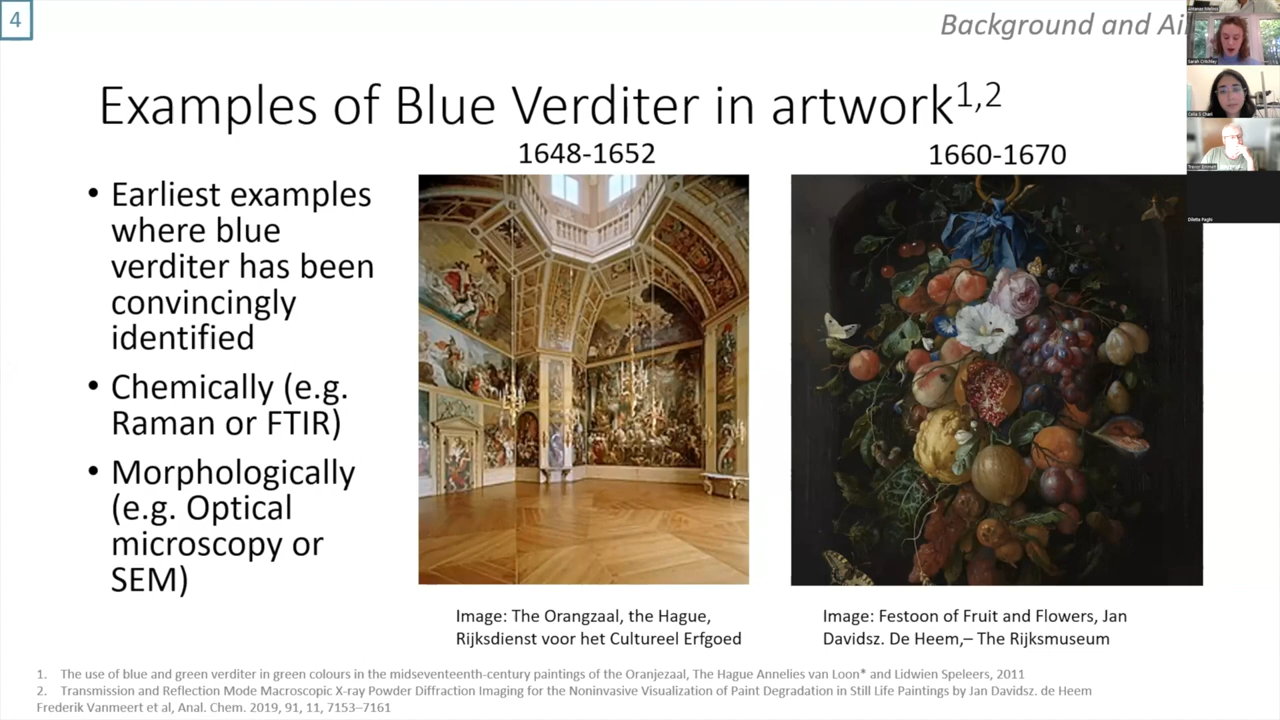 4
Background and Ai
Examples of Blue Verditer in artwork1,2
1648-1652
1660-1670
• Earliest examples
where blue
verditer has been
convincingly
identified
• Chemically (e.g.
Raman or FTIR)
• Morphologically
(e.g. Optical
microscopy or
SEM)
Image: The Orangzaal, the Hague,
Rijksdienst voor het Cultureel Erfgoed
Image: Festoon of Fruit and Flowers, Jan
Davidsz. De Heem,– The Rijksmuseum
1. The use of blue and green verditer in green colours in the midseventeenth-century paintings of the Oranjezaal, The Hague Annelies van Loon* and Lidwien Speleers, 2011
2. Transmission and Reflection Mode Macroscopic X-ray Powder Diffraction Imaging for the Noninvasive Visualization of Paint Degradation in Still Life Paintings by Jan Davidsz. de Heem
Frederik Vanmeert et al, Anal. Chem. 2019, 91, 11, 7153–7161
Sarah Critchley